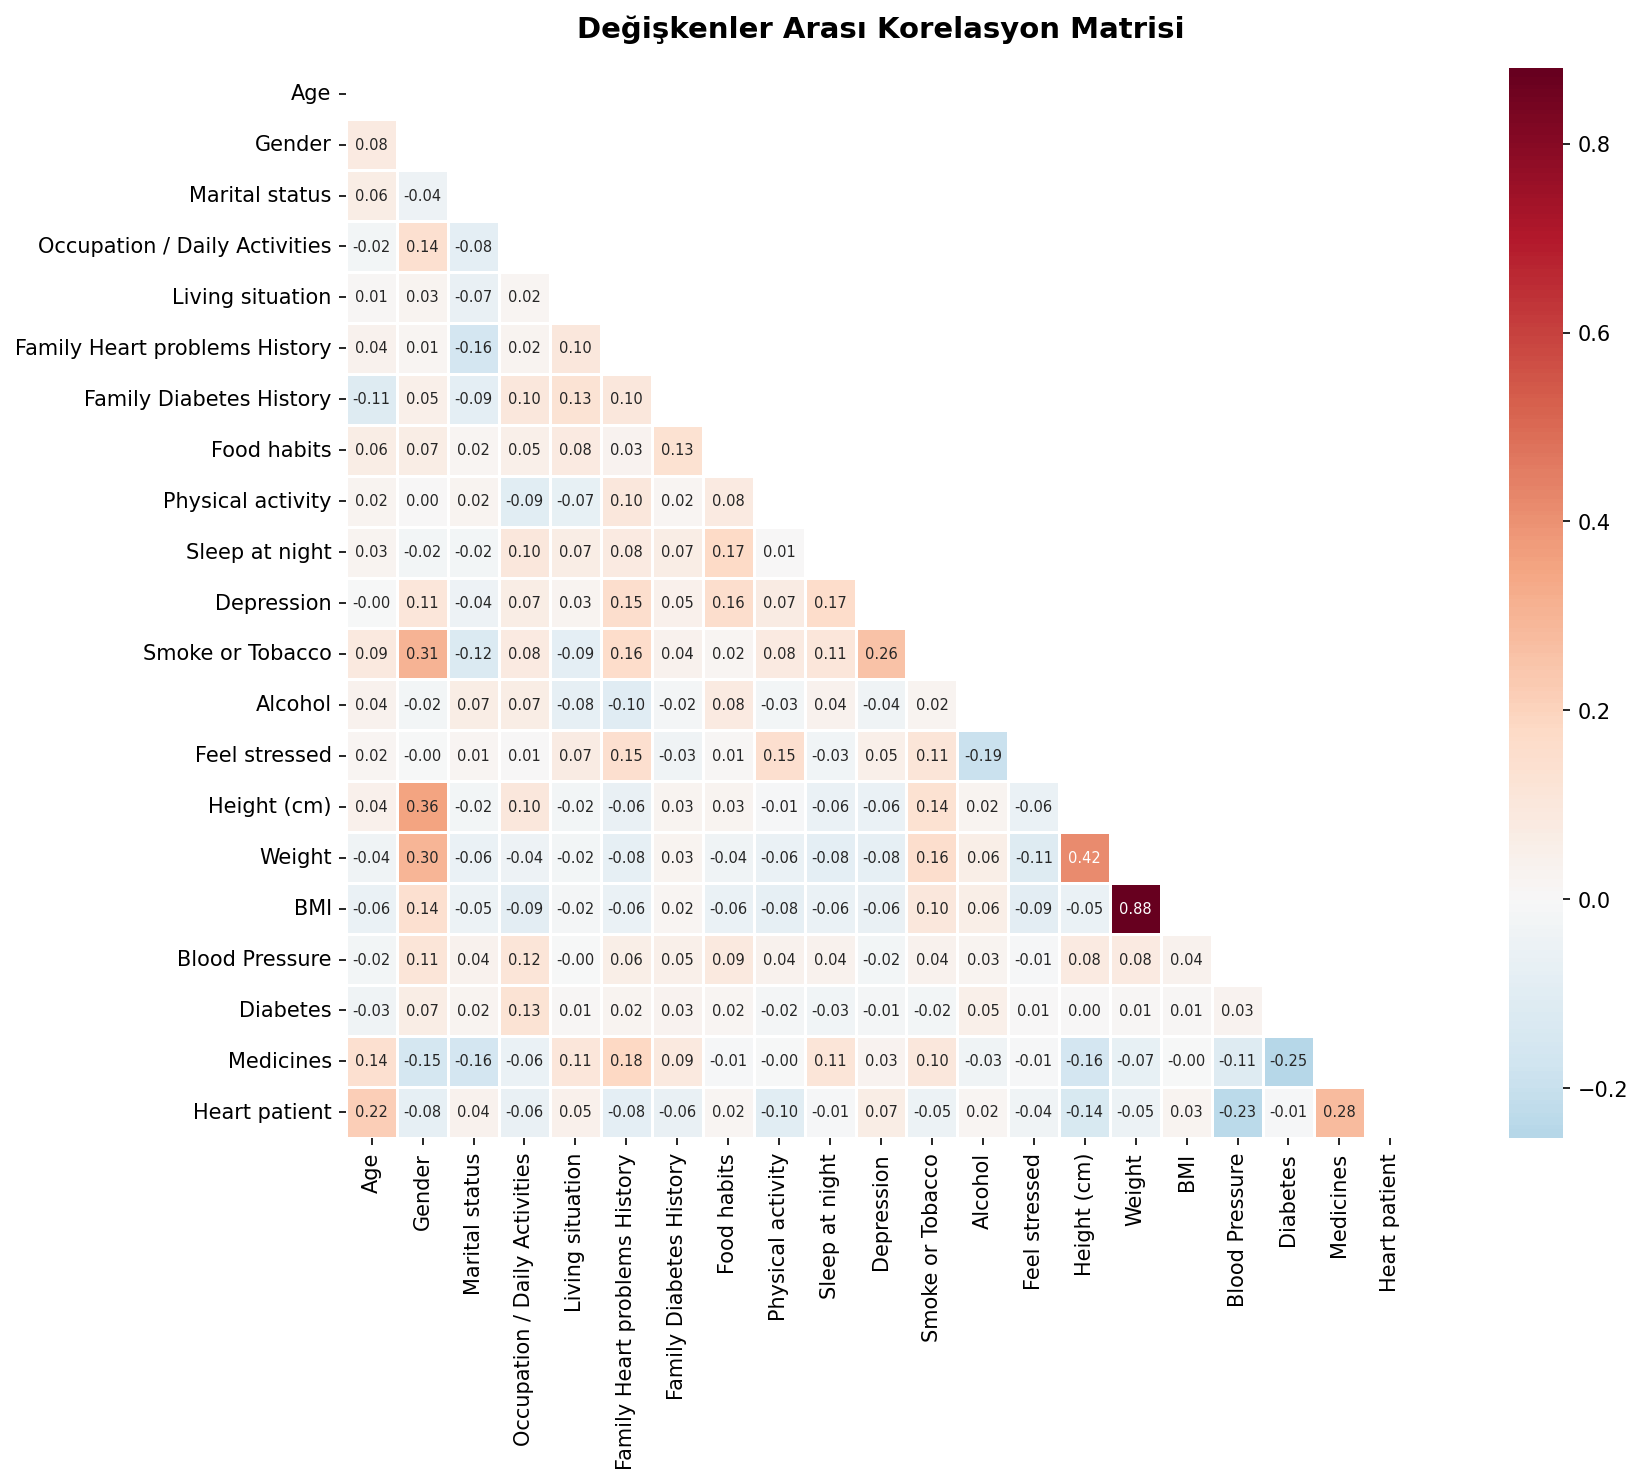 Değişkenler Arası Korelasyon Matrisi
Age
Gender 0.08
Marital status 0.06 -0.04
Occupation / Daily Activities -0.02 0.14 -0.08
Living situation 0.01 0.03 -0.07 0.02
Family Heart problems History 0.04 0.01 -0.16 0.02 0.10
Family Diabetes History -0.11 0.05 -0.09 0.10 0.13 0.10
Food habits 0.06 0.07 0.02 0.05 0.08 0.03 0.13
Physical activity 0.02 0.00 0.02 -0.09 -0.07 0.10 0.02 0.08
Sleep at night 0.03 -0.02 -0.02 0.10 0.07 0.08 0.07 0.17 0.01
Depression -0.00 0.11 -0.04 0.07 0.03 0.15 0.05 0.16 0.07 0.17
Smoke or Tobacco 0.09 0.31 -0.12 0.08 -0.09 0.16 0.04 0.02 0.08 0.11 0.26
Alcohol 0.04 -0.02 0.07 0.07 -0.08 -0.10 -0.02 0.08 -0.03 0.04 -0.04 0.02
Feel stressed 0.02 -0.00 0.01 0.01 0.07 0.15 -0.03 0.01 0.15 -0.03 0.05 0.11 -0.19
Height (cm) 0.04 0.36 -0.02 0.10 -0.02 -0.06 0.03 0.03 -0.01 -0.06 -0.06 0.14 0.02 -0.06
Weight -0.04 0.30 -0.06 -0.04 -0.02 -0.08 0.03 -0.04 -0.06 -0.08 -0.08 0.16 0.06 -0.11 0.42
BMI -0.06 0.14 -0.05 -0.09 -0.02 -0.06 0.02 -0.06 -0.08 -0.06 -0.06 0.10 0.06 -0.09 -0.05 0.88
Blood Pressure -0.02 0.11 0.04 0.12 -0.00 0.06 0.05 0.09 0.04 0.04 -0.02 0.04 0.03 -0.01 0.08 0.08 0.04
Diabetes -0.03 0.07 0.02 0.13 0.01 0.02 0.03 0.02 -0.02 -0.03 -0.01 -0.02 0.05 0.01 0.00 0.01 0.01 0.03
Medicines 0.14 -0.15 -0.16 -0.06 0.11 0.18 0.09 -0.01 -0.00 0.11 0.03 0.10 -0.03 -0.01 -0.16 -0.07 -0.00 -0.11 -0.25
Heart patient 0.22 -0.08 0.04 -0.06 0.05 -0.08 -0.06 0.02 -0.10 -0.01 0.07 -0.05 0.02 -0.04 -0.14 -0.05 0.03 -0.23 -0.01 0.28
Age
Gender
Marital status
Occupation / Daily Activities
Living situation
Family Heart problems History
Family Diabetes History
Food habits
Physical activity
Sleep at night
Depression
Smoke or Tobacco
Alcohol
Feel stressed
Height (cm)
Weight
BMI
Blood Pressure
Diabetes
Medicines
Heart patient
0.8
0.6
0.4
0.2
0.0
−0.2